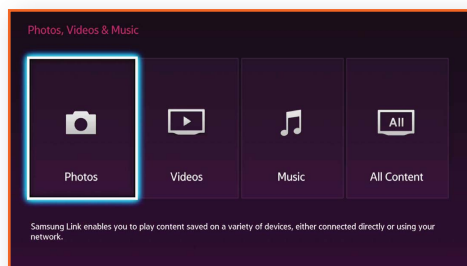 Photos, Videos & Music
All
Photos Videos Music All Content
Samsung Link enables you to play content saved on a variety of devices, either connected directly or using your
network.